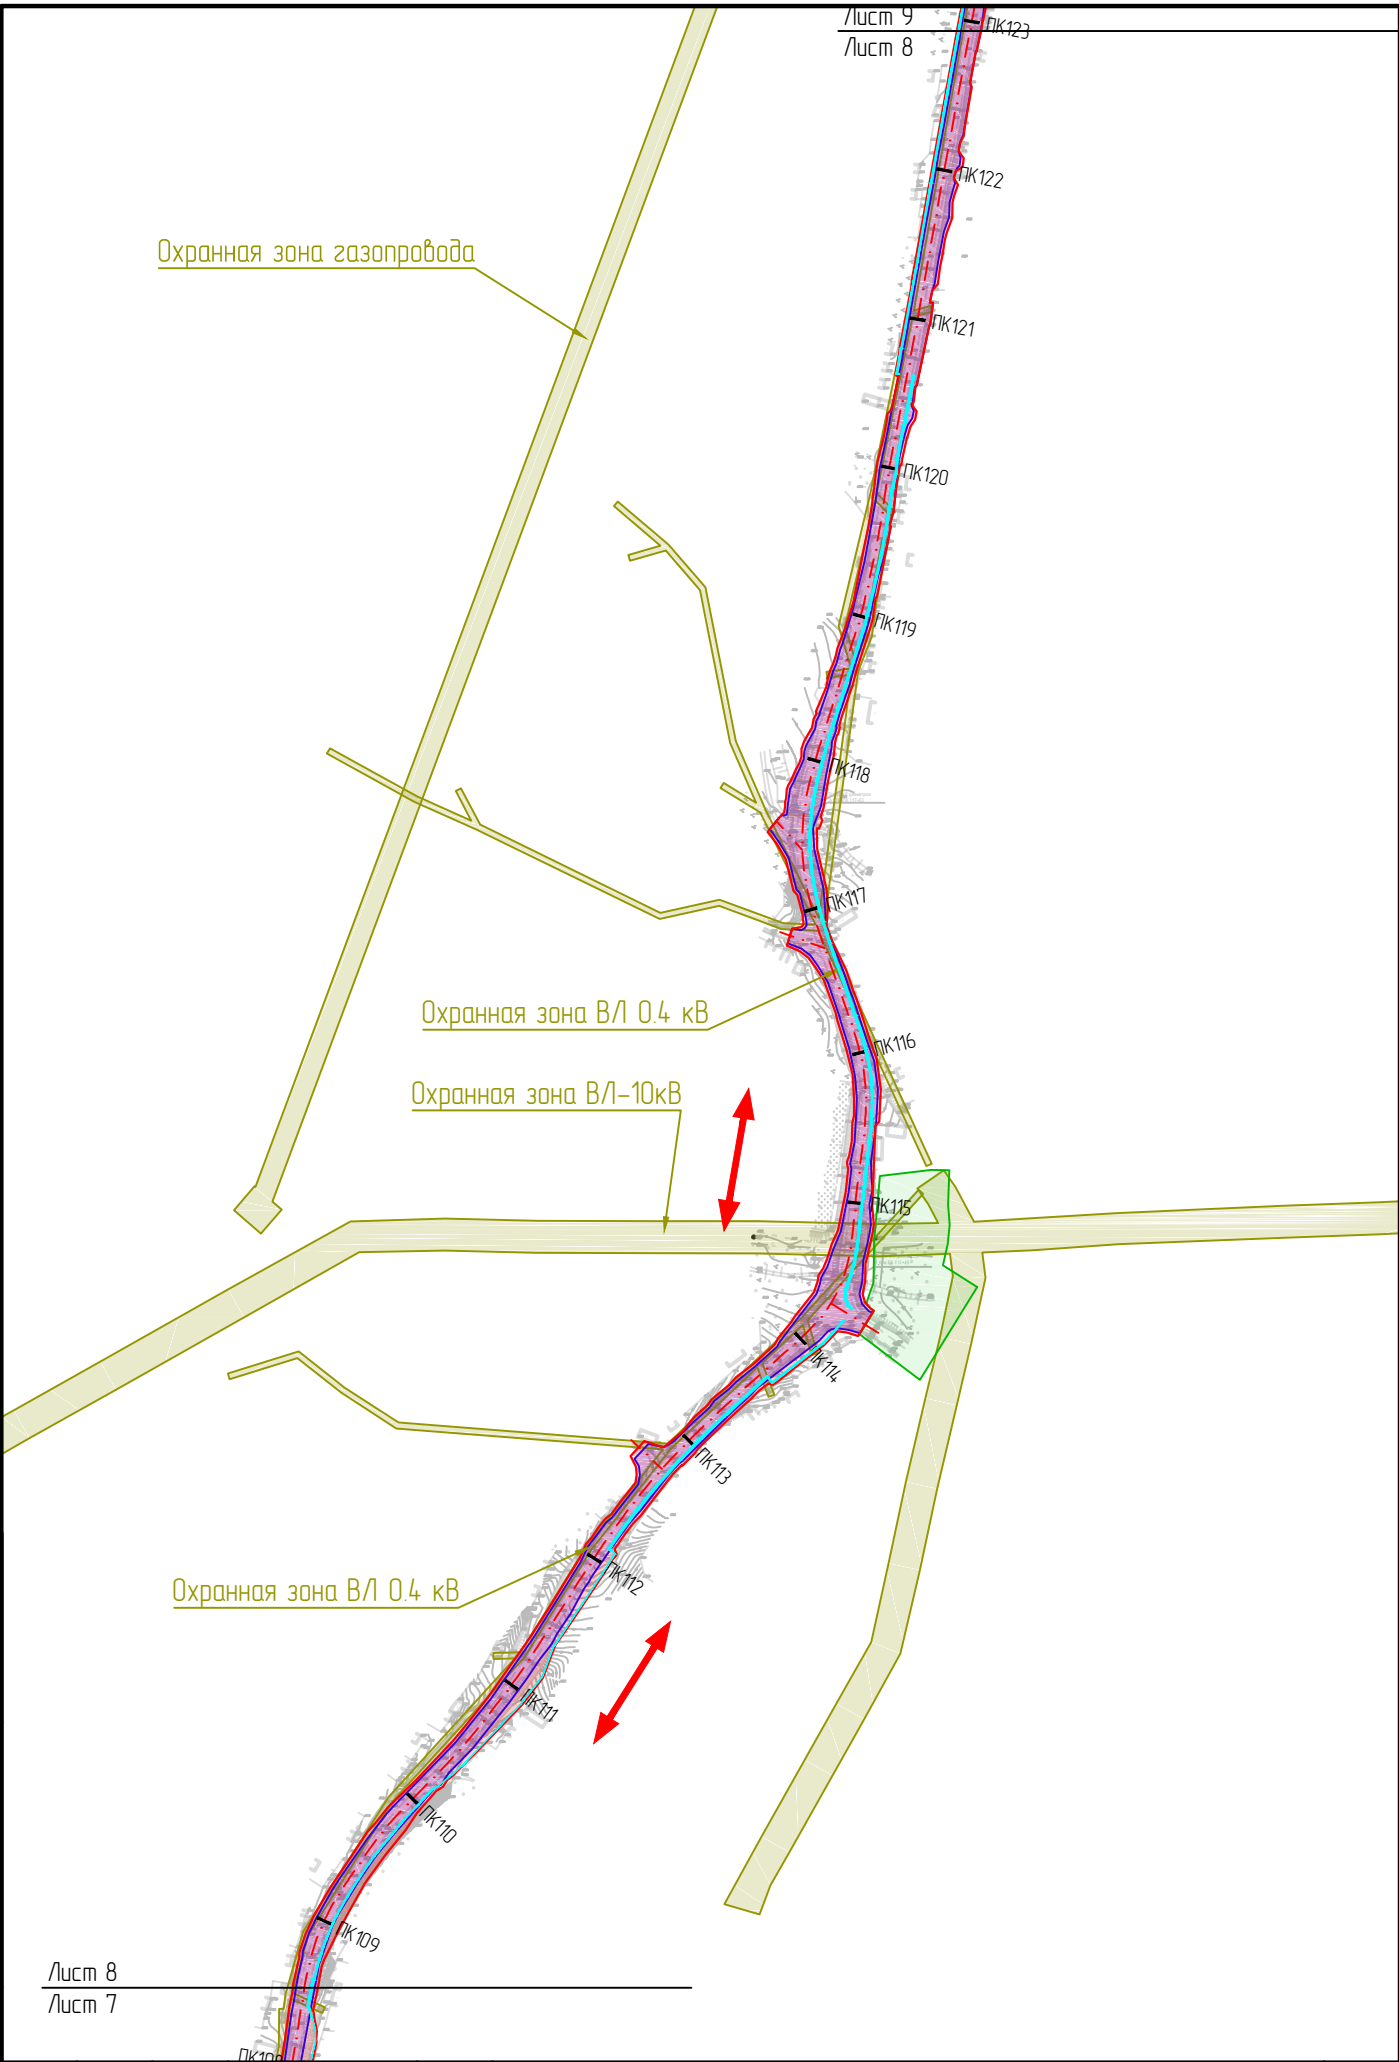 Лист 9
ПК123
Лист 8
ПК122
Охранная зона газопровода
ПК121
ПК120
ПК119
ПК118
ПК117
Охранная зона ВЛ 0.4 кВ
ПК116
Охранная зона ВЛ-10кВ
ПК115
ПК114
ПК113
ПК112
Охранная зона ВЛ 0.4 кВ
ПК111
ПК110
ПК109
Лист 8
Лист 7